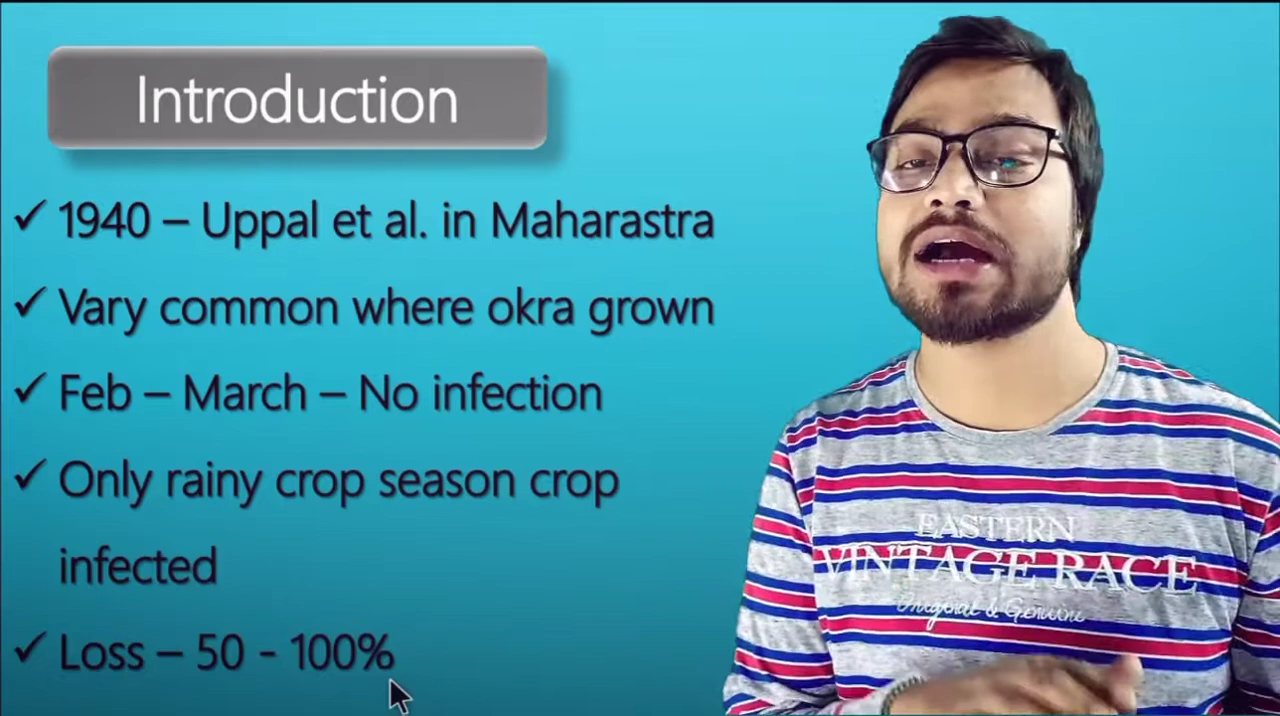 Introduction
✓ 1940 – Uppal et al. in Maharastra
✓ Vary common where okra grown
✓ Feb – March – No infection
✓ Only rainy crop season crop
infected
✓ Loss – 50 - 100%
EASTERN
VINTAGE RACE
Original & Genuine